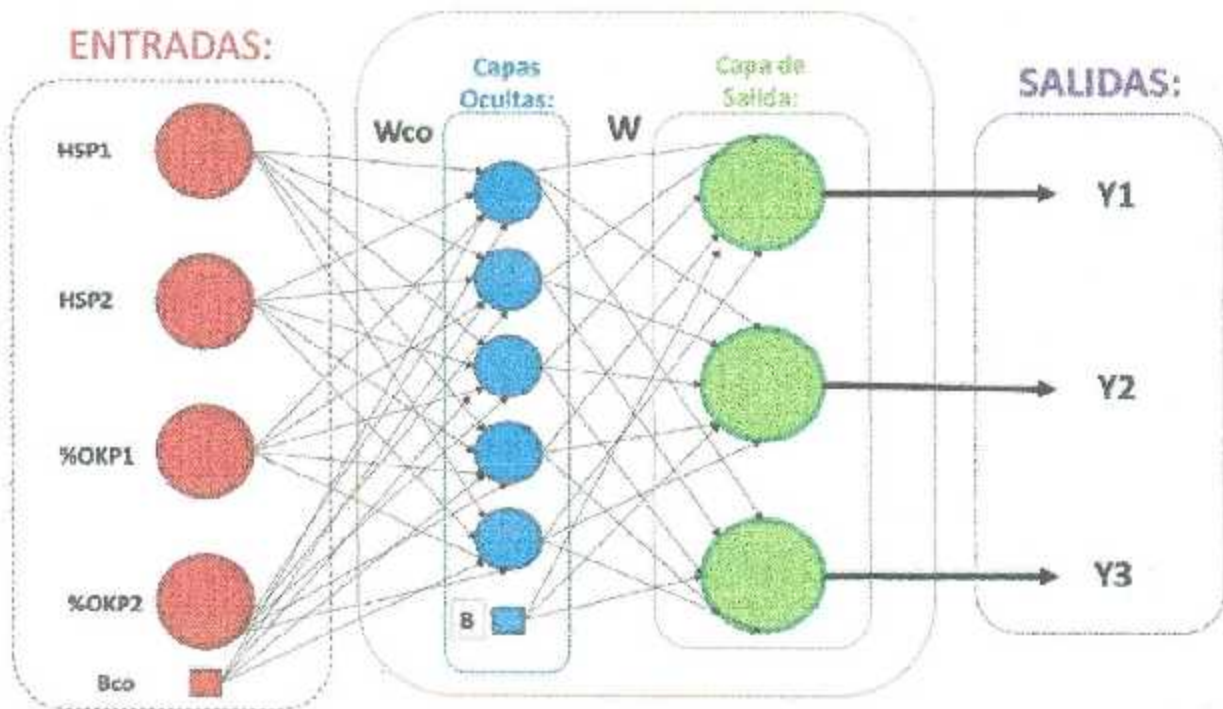 ENTRADAS:
HSP1
HSP2
%OKP1
%OKP2
Bco
Wco
Capas
Ocultas:
B
W
Capa de
Salida:
SALIDAS:
Y1
Y2
Y3